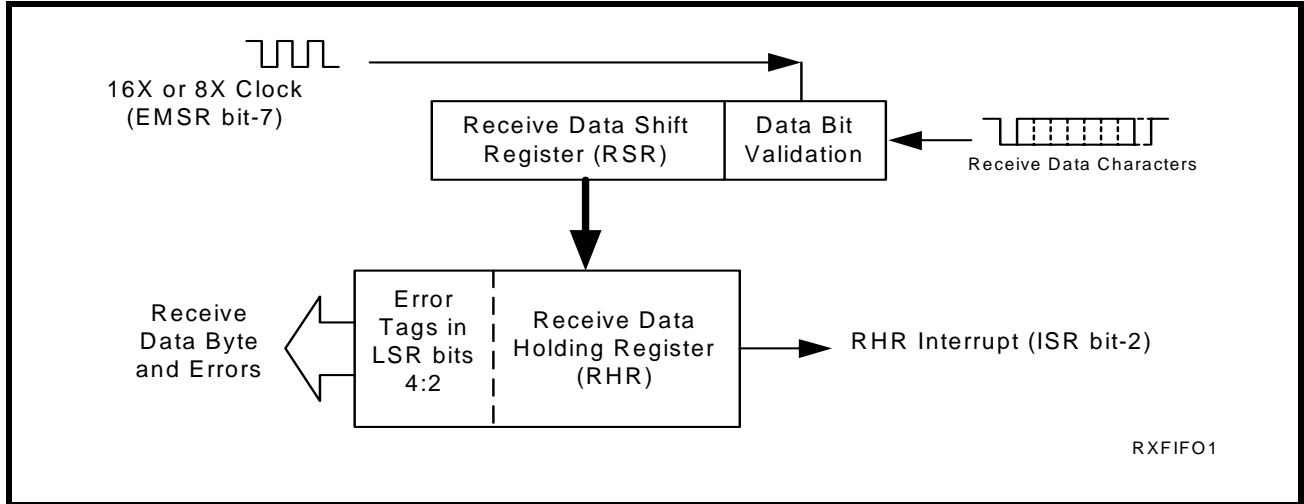 16X or 8X Clock
(EMSR bit-7)
Receive Data Shift
Register (RSR)
Data Bit
Validation
Receive Data Characters
Receive
Data Byte
and Errors
Error
Tags in
LSR bits
4:2
Receive Data
Holding Register
(RHR)
RHR Interrupt (ISR bit-2)
RXFIFO1